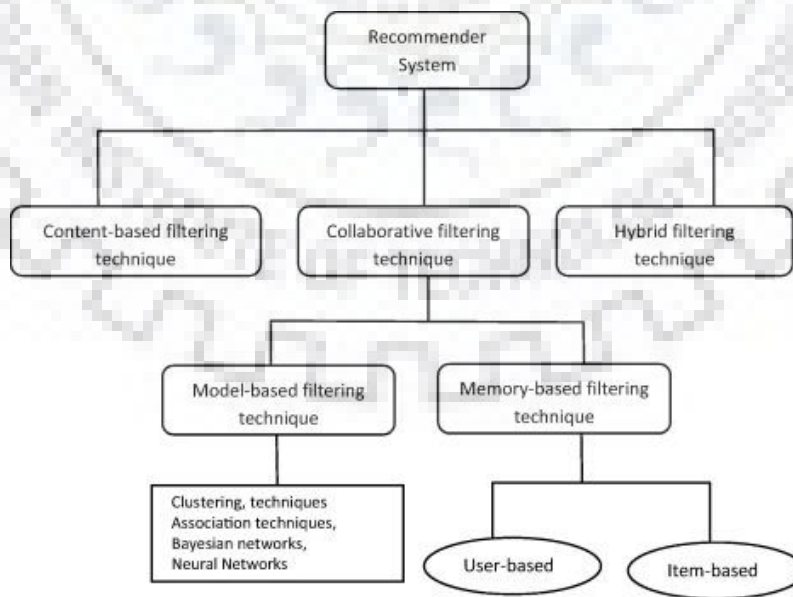 Recommender
System
Content-based filtering
technique
Collaborative filtering
technique
Hybrid filtering
technique
Model-based filtering
technique
Memory-based filtering
technique
Clustering, techniques
Association techniques,
Bayesian networks,
Neural Networks
User-based
Item-based